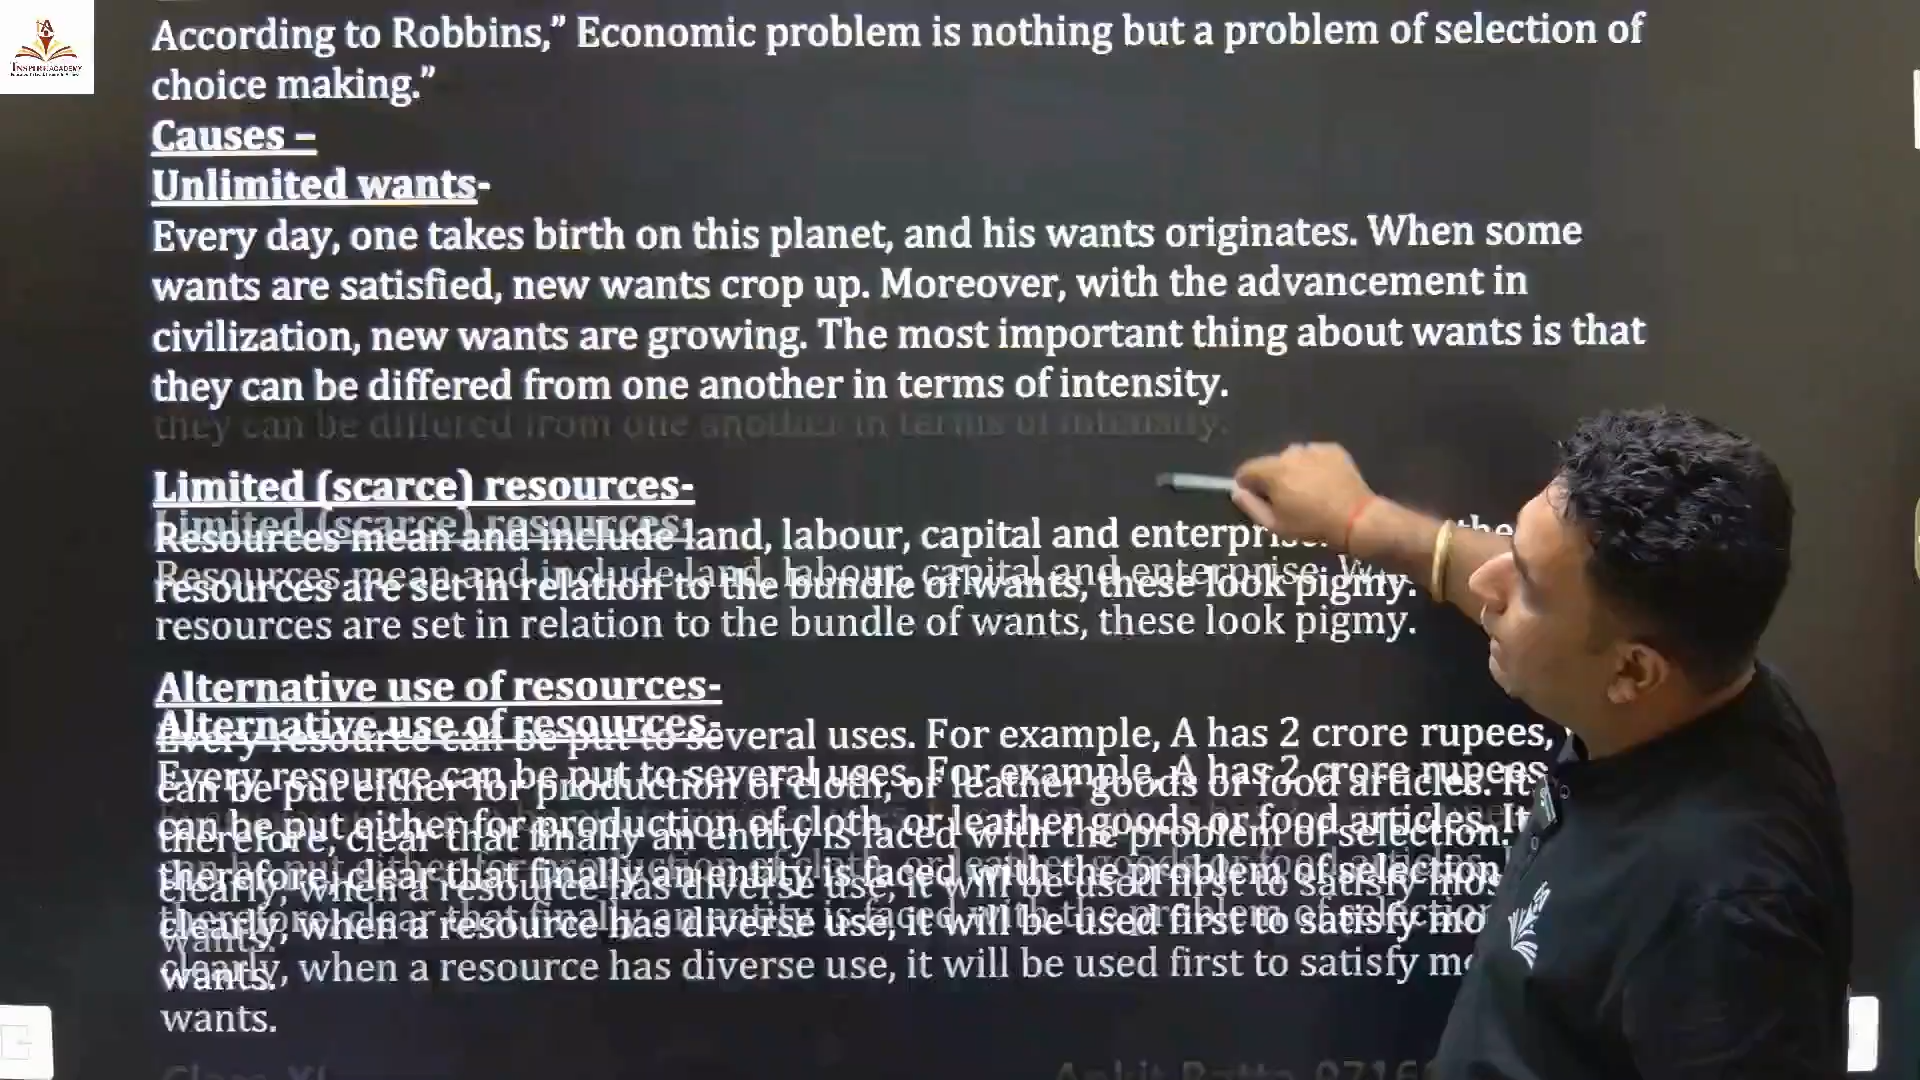 INSPIRE ACADEMY
According to Robbins,” Economic problem is nothing but a problem of selection of
choice making.”
Causes –
Unlimited wants-
Every day, one takes birth on this planet, and his wants originates. When some
wants are satisfied, new wants crop up. Moreover, with the advancement in
civilization, new wants are growing. The most important thing about wants is that
they can be differed from one another in terms of intensity.
Limited (scarce) resources-
Resources mean and include land, labour, capital and enterprise. the
resources are set in relation to the bundle of wants, these look pigmy.
Alternative use of resources-
Every resource can be put to several uses. For example, A has 2 crore rupees,
can be put either for production of cloth, or leather goods or food articles. It
therefore, clear that finally an entity is faced with the problem of selection.
clearly, when a resource has diverse use, it will be used first to satisfy
wants.
Class XI